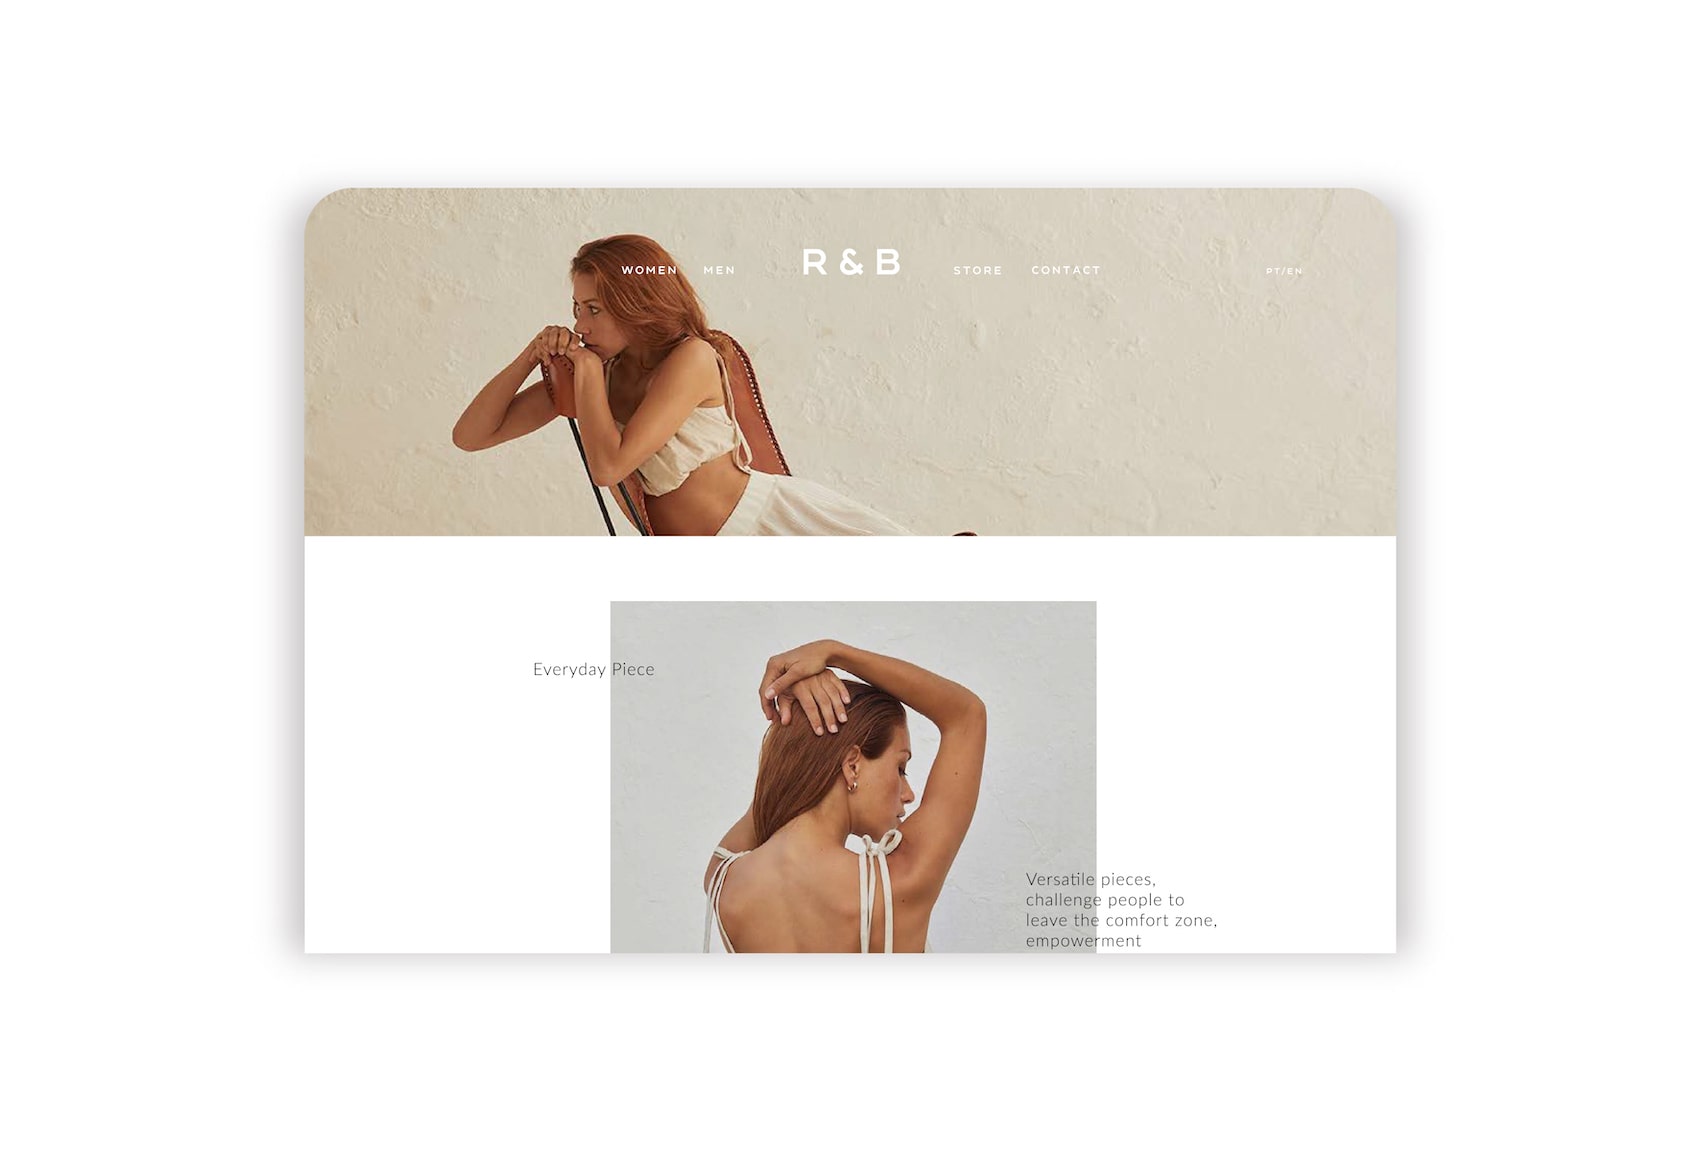 WOMEN MEN R & B STORE CONTACT PT/EN
Everyday Piece
Versatile pieces,
challenge people to
leave the comfort zone,
empowerment